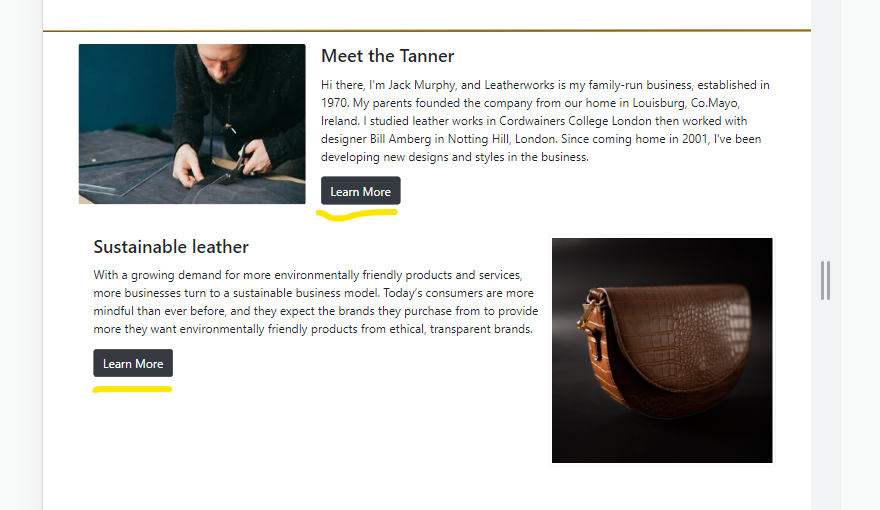 Meet the Tanner
Hi there, I'm Jack Murphy, and Leatherworks is my family-run business, established in
1970. My parents founded the company from our home in Louisburg, Co.Mayo,
Ireland. I studied leather works in Cordwainers College London then worked with
designer Bill Amberg in Notting Hill, London. Since coming home in 2001, I've been
developing new designs and styles in the business.
Learn More
Sustainable leather
With a growing demand for more environmentally friendly products and services,
more businesses turn to a sustainable business model. Today's consumers are more
mindful than ever before, and they expect the brands they purchase from to provide
more they want environmentally friendly products from ethical, transparent brands.
Learn More